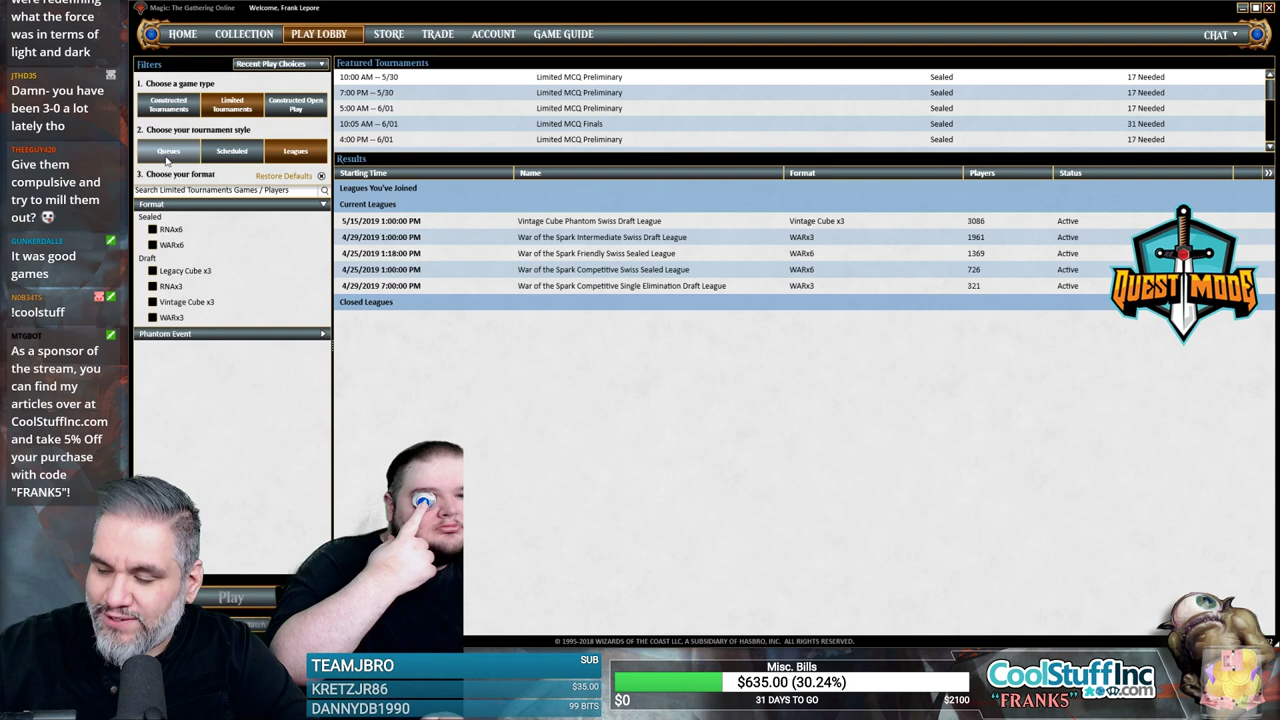 were redefining
what the force
was in terms of
light and dark
JTHD35
Damn- you have
been 3-0 a lot
lately tho
THEEGUY420
Give them
compulsive and
try to mill them
out?
GUNKERDALLE
It was good
games
N0B34TS
!coolstuff
MTGBOT
As a sponsor of
the stream, you
can find my
articles over at
CoolStuffInc.com
and take 5% Off
your purchase
with code
"FRANK5"!
Magic: The Gathering Online Welcome, Frank Lepore
HOME COLLECTION PLAY LOBBY STORE TRADE ACCOUNT GAME GUIDE CHAT
Filters Recent Play Choices
1. Choose a game type
Constructed Tournaments Limited Tournaments Constructed Open Play
2. Choose your tournament style
Queues Scheduled Leagues
3. Choose your format Restore Defaults
Search Limited Tournaments Games / Players
Format
Sealed
RNAx6
WARx6
Draft
Legacy Cube x3
RNAx3
Vintage Cube x3
WARx3
Phantom Event
Play
Featured Tournaments
10:00 AM -- 5/30 Limited MCQ Preliminary Sealed 17 Needed
7:00 PM -- 5/30 Limited MCQ Preliminary Sealed 17 Needed
5:00 AM -- 6/01 Limited MCQ Preliminary Sealed 17 Needed
10:05 AM -- 6/01 Limited MCQ Finals Sealed 31 Needed
4:00 PM -- 6/01 Limited MCQ Preliminary Sealed 17 Needed
Results
Starting Time Name Format Players Status
Leagues You've Joined
Current Leagues
5/15/2019 1:00:00 PM Vintage Cube Phantom Swiss Draft League Vintage Cube x3 3086 Active
4/29/2019 1:00:00 PM War of the Spark Intermediate Swiss Draft League WARx3 1961 Active
4/25/2019 1:18:00 PM War of the Spark Friendly Swiss Sealed League WARx6 1369 Active
4/25/2019 1:00:00 PM War of the Spark Competitive Swiss Sealed League WARx6 726 Active
4/29/2019 7:00:00 PM War of the Spark Competitive Single Elimination Draft League WARx3 321 Active
Closed Leagues
QUEST MODE
© 1995-2018 WIZARDS OF THE COAST LLC, A SUBSIDIARY OF HASBRO, INC. ALL RIGHTS RESERVED.
TEAMJBRO SUB
KRETZJR86 $35.00
DANNYDB1990 99 BITS
Misc. Bills
$635.00 (30.24%)
$0 31 DAYS TO GO $2100
CoolStuffInc
.com
"FRANK5"